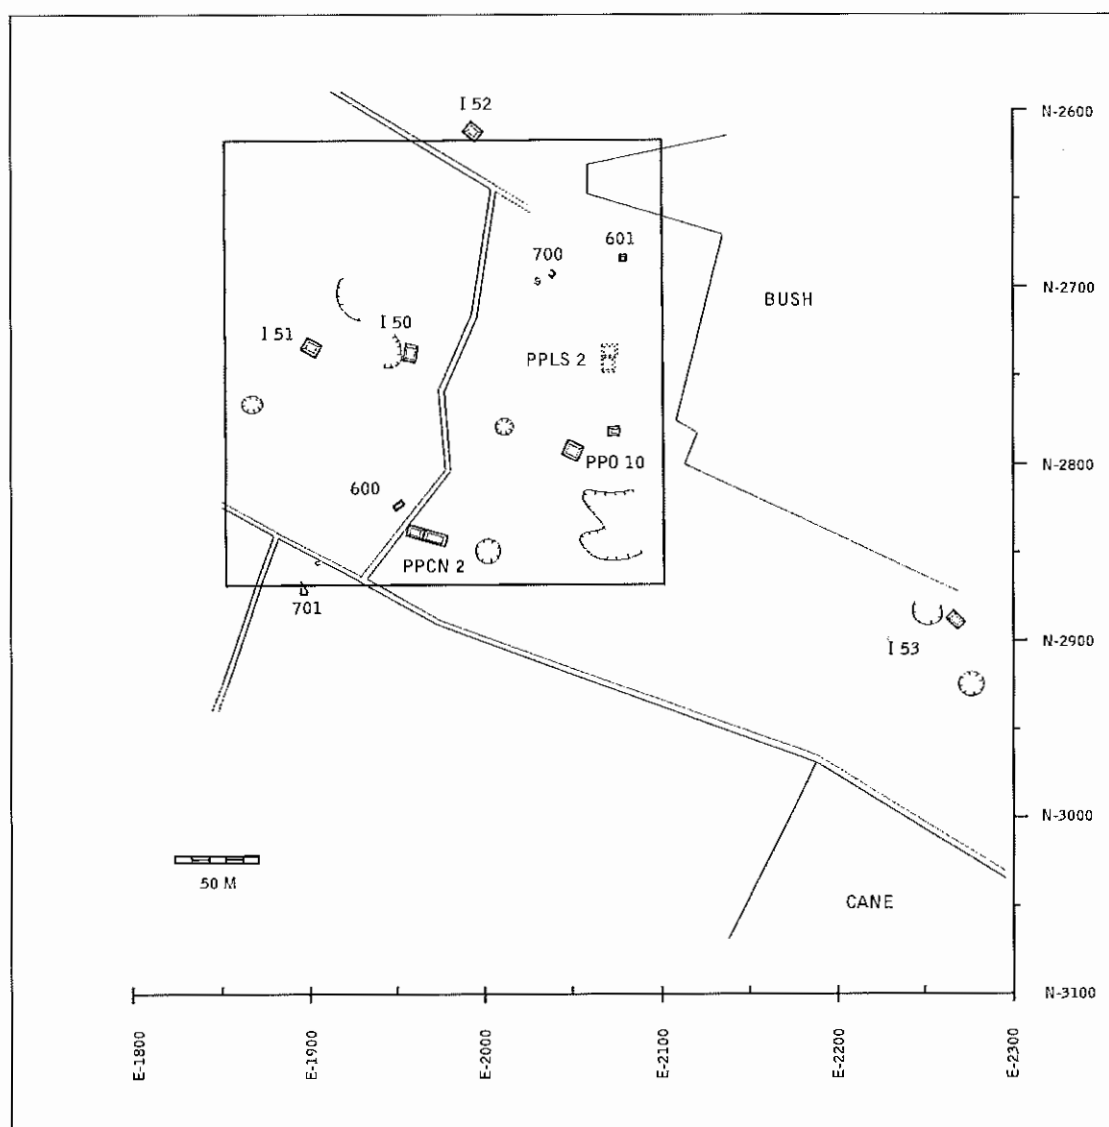 I 52
N-2600
601
700
N-2700
BUSH
I 51
I 50
PPLS 2
N-2800
PPO 10
600
PPCN 2
701
I 53
N-2900
N-3000
50 M
CANE
N-3100
E-1800
E-1900
E-2000
E-2100
E-2200
E-2300